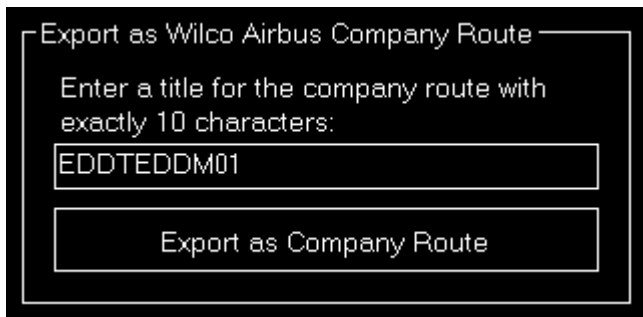 Export as Wilco Airbus Company Route
Enter a title for the company route with
exactly 10 characters:
EDDTEDDM01
Export as Company Route